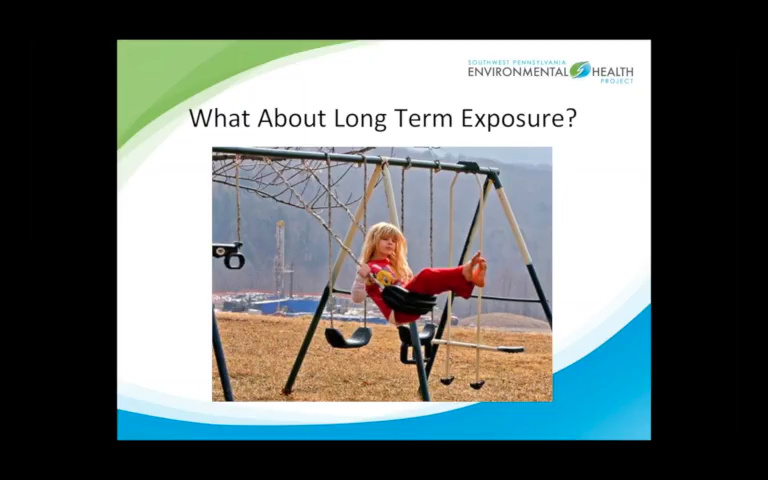 SOUTHWEST PENNSYLVANIA
ENVIRONMENTAL HEALTH
PROJECT
What About Long Term Exposure?